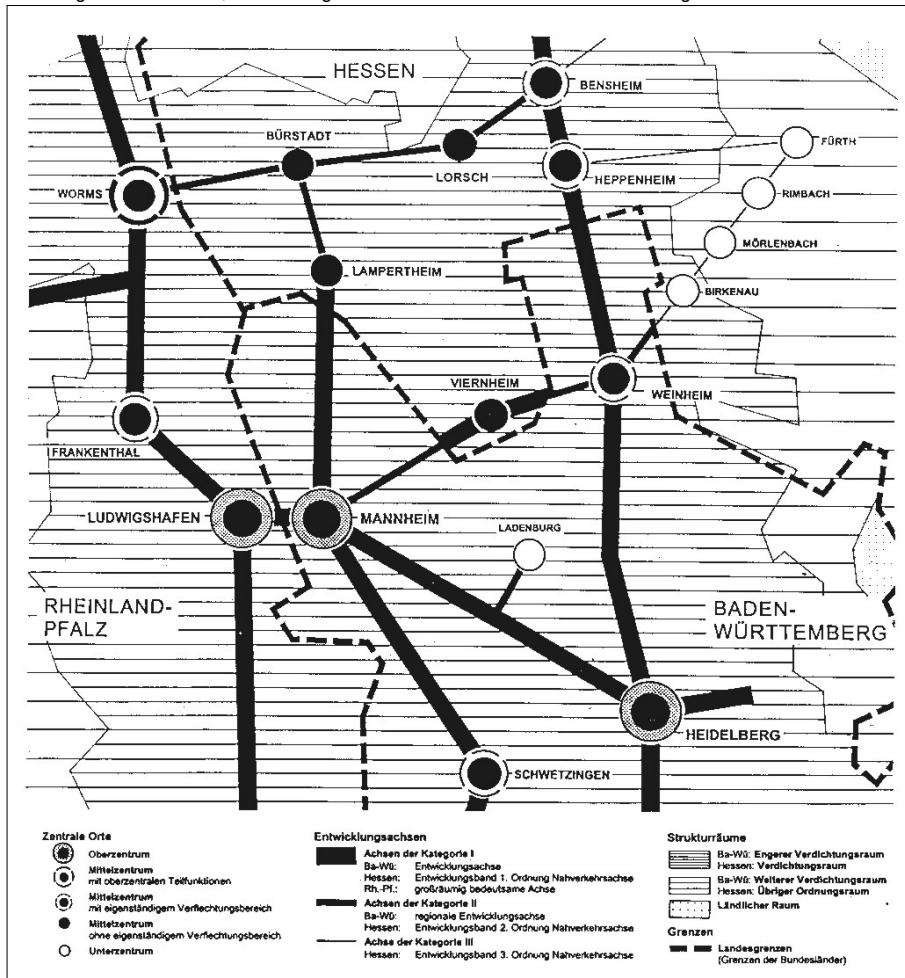 HESSEN
BENSHEIM
BÜRSTADT
FÜRTH
LORSCH
HEPPENHEIM
WORMS
RIMBACH
MÖRLENBACH
LAMPERTHEIM
BIRKENAU
VIERNHEIM
WEINHEIM
FRANKENTHAL
LUDWIGSHAFEN
MANNHEIM
LADENBURG
RHEINLAND-
PFALZ
BADEN-
WÜRTTEMBERG
HEIDELBERG
SCHWETZINGEN
Zentrale Orte
Oberzentrum
Mittelzentrum
mit oberzentralen Teilfunktionen
Mittelzentrum
mit eigenständigem Verflechtungsbereich
Mittelzentrum
ohne eigenständigem Verflechtungsbereich
Unterzentrum
Entwicklungsachsen
Achsen der Kategorie I
Ba-Wü: Entwicklungsachse
Hessen: Entwicklungsband 1. Ordnung Nahverkehrsachse
Rh.-Pf.: großräumig bedeutsame Achse
Achsen der Kategorie II
Ba-Wü: regionale Entwicklungsachse
Hessen: Entwicklungsband 2. Ordnung Nahverkehrsachse
Achse der Kategorie III
Hessen: Entwicklungsband 3. Ordnung Nahverkehrsachse
Strukturräume
Ba-Wü: Engerer Verdichtungsraum
Hessen: Verdichtungsraum
Ba-Wü: Weiterer Verdichtungsraum
Hessen: Übriger Ordnungsraum
Ländlicher Raum
Grenzen
Landesgrenzen
(Grenzen der Bundesländer)